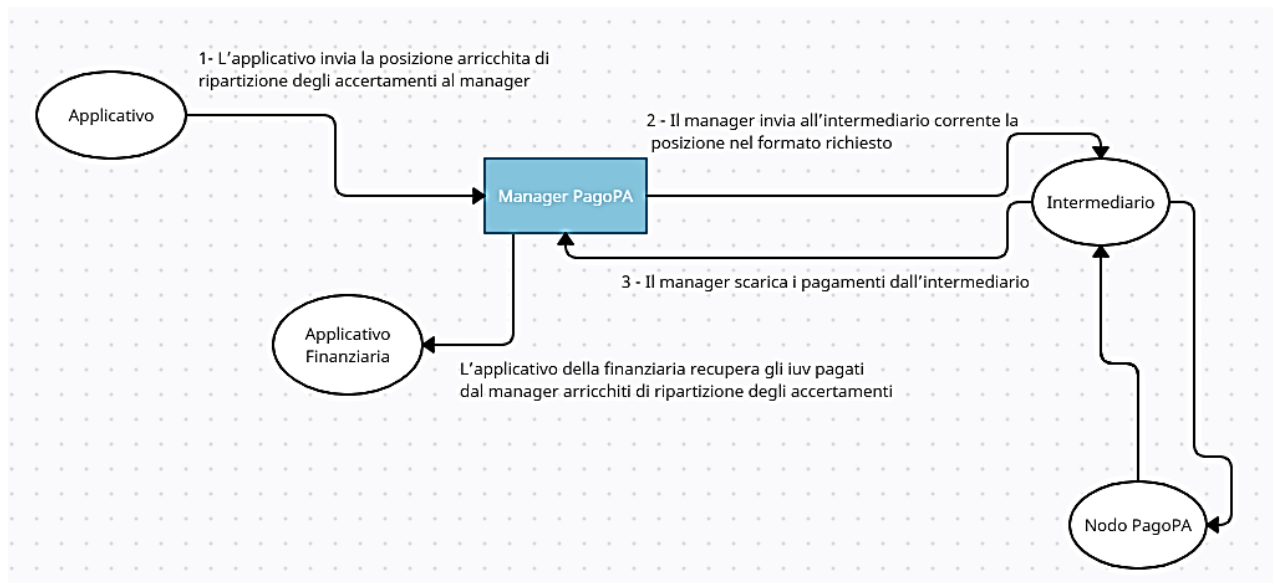 1- L'applicativo invia la posizione arricchita di
ripartizione degli accertamenti al manager
Applicativo
2 - Il manager invia all'intermediario corrente la
posizione nel formato richiesto
Manager PagoPA
Intermediario
3 - Il manager scarica i pagamenti dall'intermediario
Applicativo
Finanziaria
L'applicativo della finanziaria recupera gli iuv pagati
dal manager arricchiti di ripartizione degli accertamenti
Nodo PagoPA